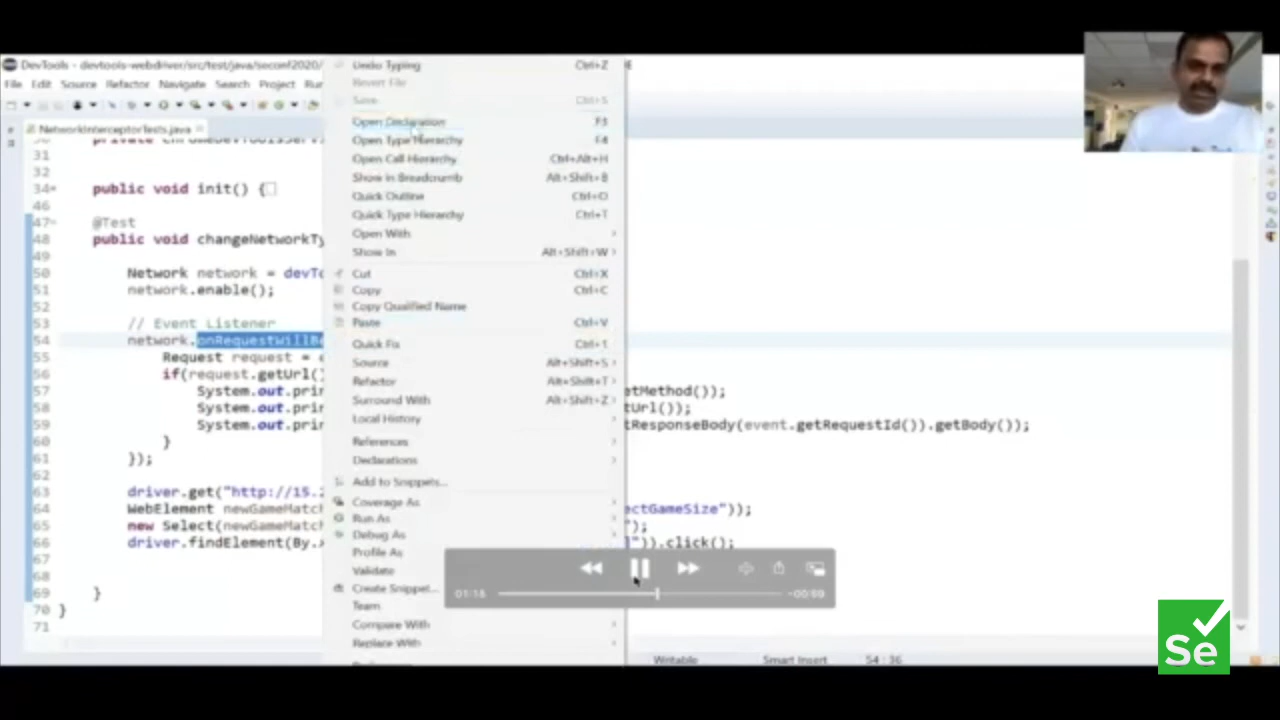 DevTools - devtools-webdriver/src/test/java/seconf2020/
File Edit Source Refactor Navigate Search Project Run
NetworkInterceptorTests.java
31
32
34 public void init() {
46
47 @Test
48 public void changeNetworkTy
49
50 Network network = devTo
51 network.enable();
52
53 // Event Listener
54 network.onRequestWillBe
55 Request request = e
56 if(request.getUrl()
57 System.out.prin etMethod());
58 System.out.prin tUrl());
59 System.out.prin tResponseBody(event.getRequestId()).getBody());
60 }
61 });
62
63 driver.get("http://15.2
64 WebElement newGameMatch ectGameSize"));
65 new Select(newGameMatch ");
66 driver.findElement(By.x ]")).click();
67
68
69 }
70 }
71
Undo Typing Ctrl+Z
Revert File
Save Ctrl+S
Open Declaration F3
Open Type Hierarchy F4
Open Call Hierarchy Ctrl+Alt+H
Show in Breadcrumb Alt+Shift+B
Quick Outline Ctrl+O
Quick Type Hierarchy Ctrl+T
Open With
Show In Alt+Shift+W
Cut Ctrl+X
Copy Ctrl+C
Copy Qualified Name
Paste Ctrl+V
Quick Fix Ctrl+1
Source Alt+Shift+S
Refactor Alt+Shift+T
Surround With Alt+Shift+Z
Local History
References
Declarations
Add to Snippets...
Coverage As
Run As
Debug As
Profile As
Validate
Create Snippet...
Team
Compare With
Replace With
01:18 -00:59
Writable Smart Insert 54 : 36
Se